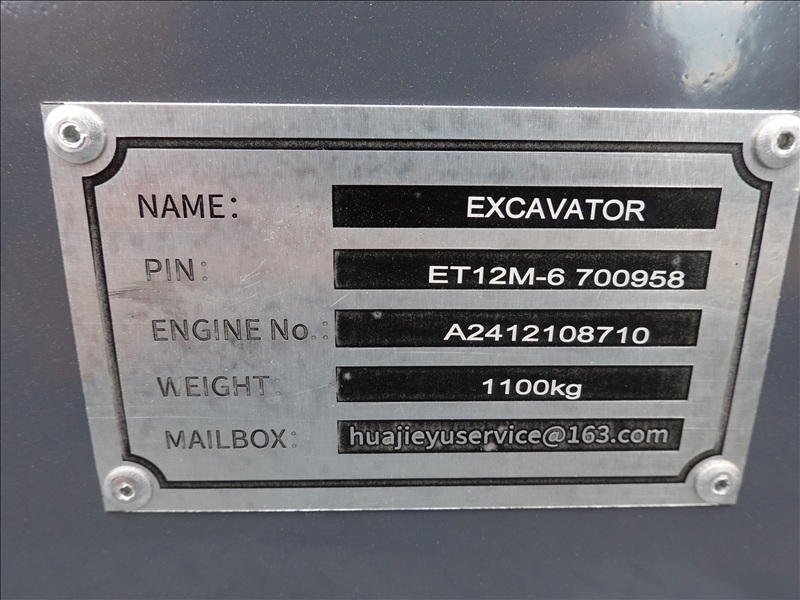 NAME: EXCAVATOR
PIN: ET12M-6 700958
ENGINE No.: A2412108710
WEIGHT: 1100kg
MAILBOX: huajieyuservice@163.com